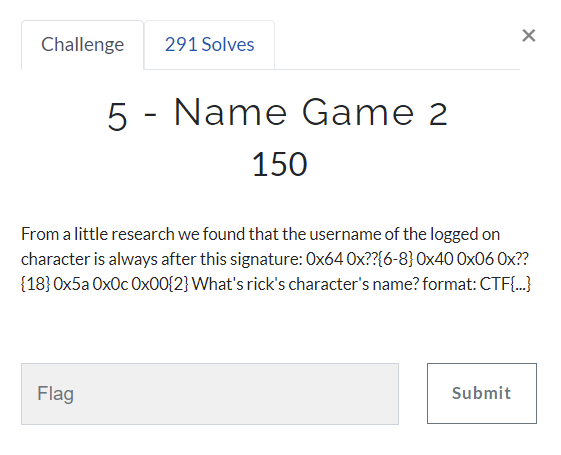 Challenge
291 Solves
×
5 - Name Game 2
150
From a little research we found that the username of the logged on
character is always after this signature: 0x64 0x??{6-8} 0x40 0x06 0x??
{18} 0x5a 0x0c 0x00{2} What's rick's character's name? format: CTF{...}
Flag
Submit